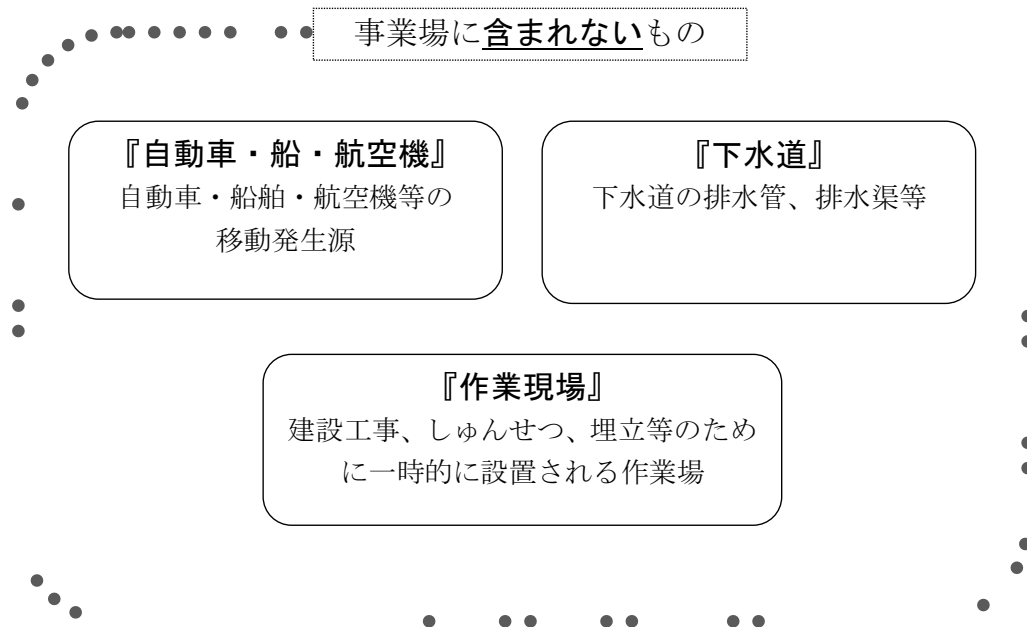 事業場に含まれないもの
『自動車・船・航空機』
自動車・船舶・航空機等の
移動発生源
『下水道』
下水道の排水管、排水渠等
『作業現場』
建設工事、しゅんせつ、埋立等のため
に一時的に設置される作業場